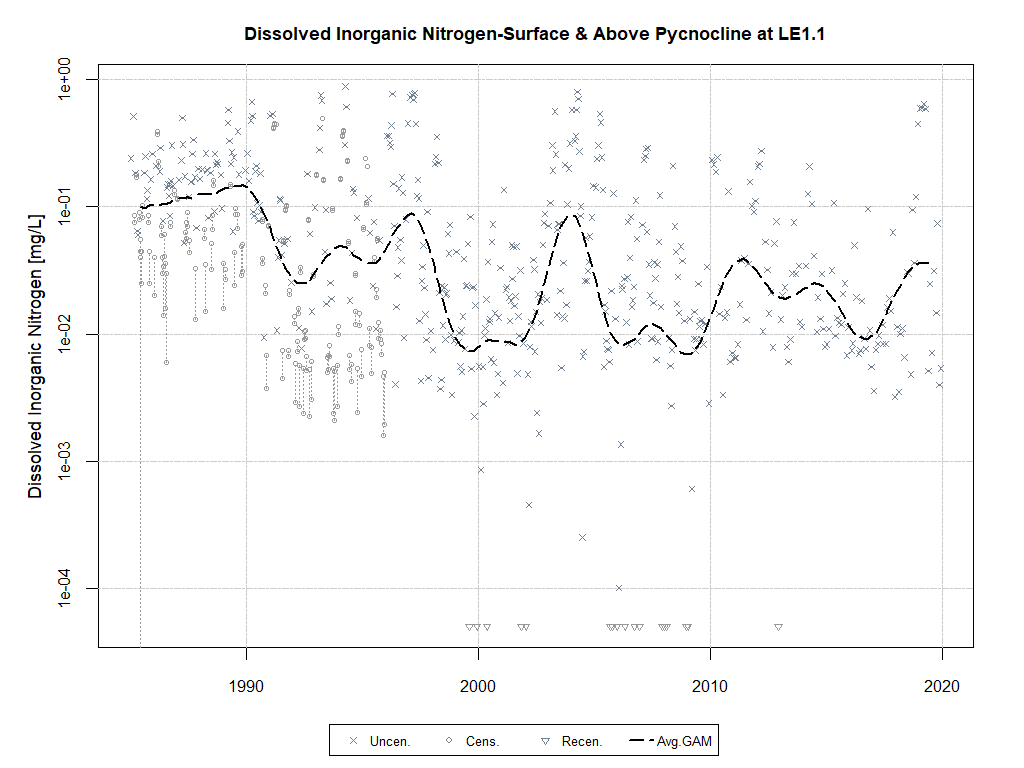 Dissolved Inorganic Nitrogen-Surface & Above Pycnocline at LE1.1
Dissolved Inorganic Nitrogen [mg/L]
1e+00
1e-01
1e-02
1e-03
1e-04
1990 2000 2010 2020
Uncen. Cens. Recen. Avg.GAM